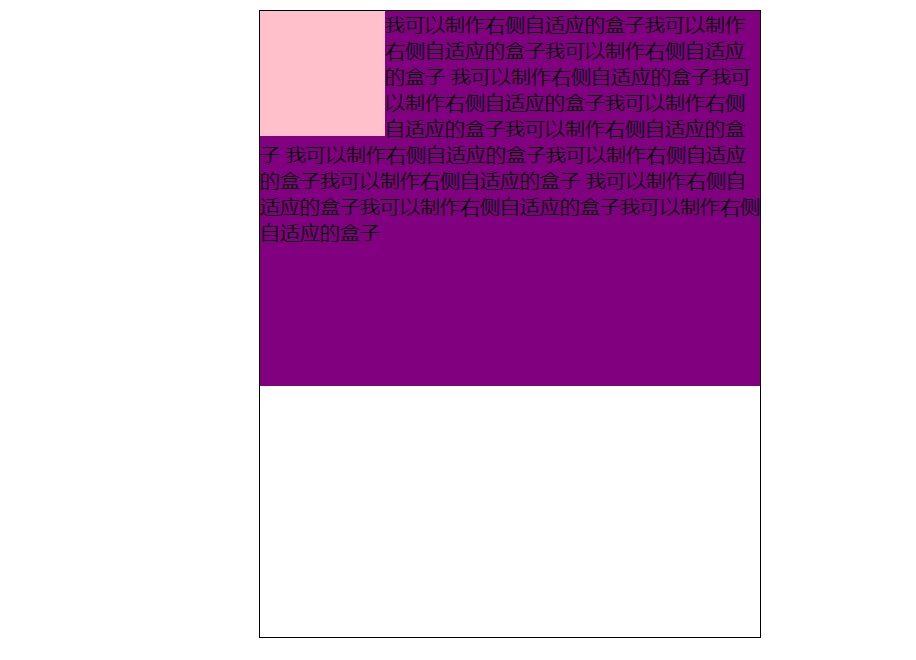 我可以制作右侧自适应的盒子我可以制作
右侧自适应的盒子我可以制作右侧自适应
的盒子 我可以制作右侧自适应的盒子我可
以制作右侧自适应的盒子我可以制作右侧
自适应的盒子我可以制作右侧自适应的盒
子 我可以制作右侧自适应的盒子我可以制作右侧自适应
的盒子我可以制作右侧自适应的盒子 我可以制作右侧自
适应的盒子我可以制作右侧自适应的盒子我可以制作右侧
自适应的盒子